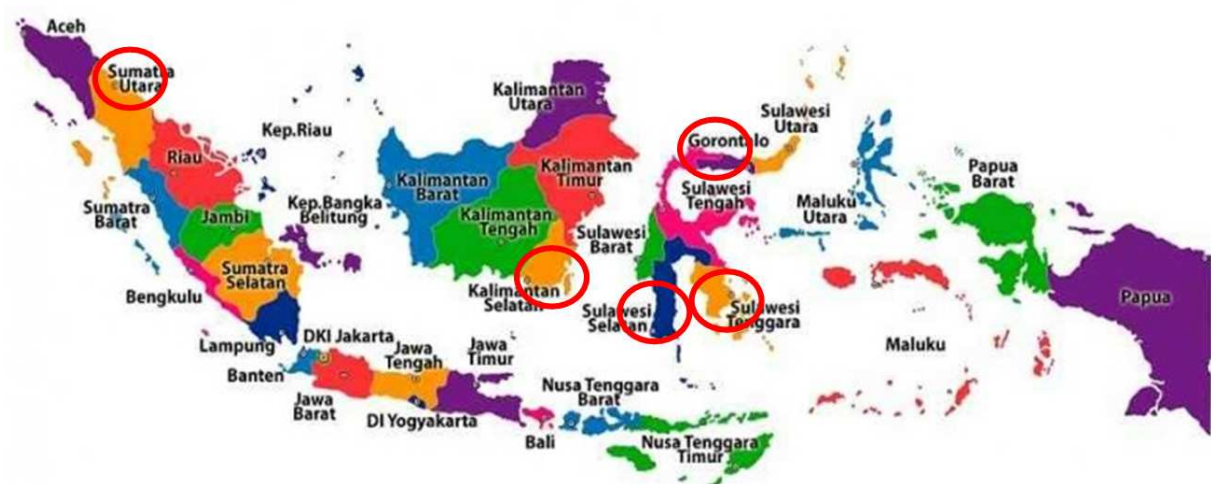 Aceh
Sumatra
Utara
Kep.Riau
Riau
Sumatra
Barat
Jambi
Kep.Bangka
Belitung
Sumatra
Selatan
Bengkulu
Lampung
DKI Jakarta
Banten
Jawa
Barat
Jawa
Tengah
DI Yogyakarta
Jawa
Timur
Bali
Nusa Tenggara
Barat
Nusa Tenggara
Timur
Kalimantan
Utara
Kalimantan
Barat
Kalimantan
Timur
Kalimantan
Tengah
Kalimantan
Selatan
Gorontalo
Sulawesi
Utara
Sulawesi
Tengah
Sulawesi
Barat
Sulawesi
Selatan
Sulawesi
Tenggara
Maluku
Utara
Maluku
Papua
Barat
Papua